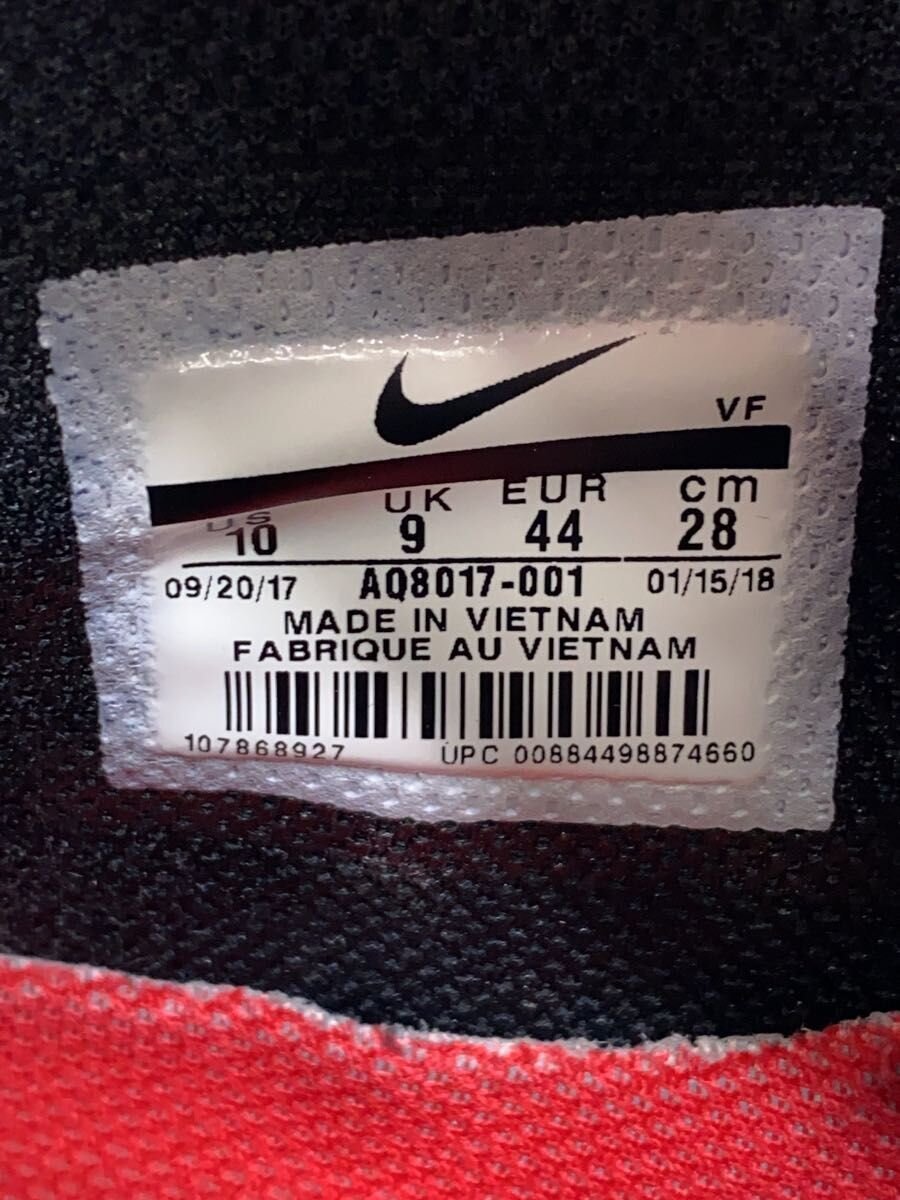 VF
US UK EUR cm
10 9 44 28
09/20/17 AQ8017-001 01/15/18
MADE IN VIETNAM
FABRIQUE AU VIETNAM
107868927 UPC 00884498874660